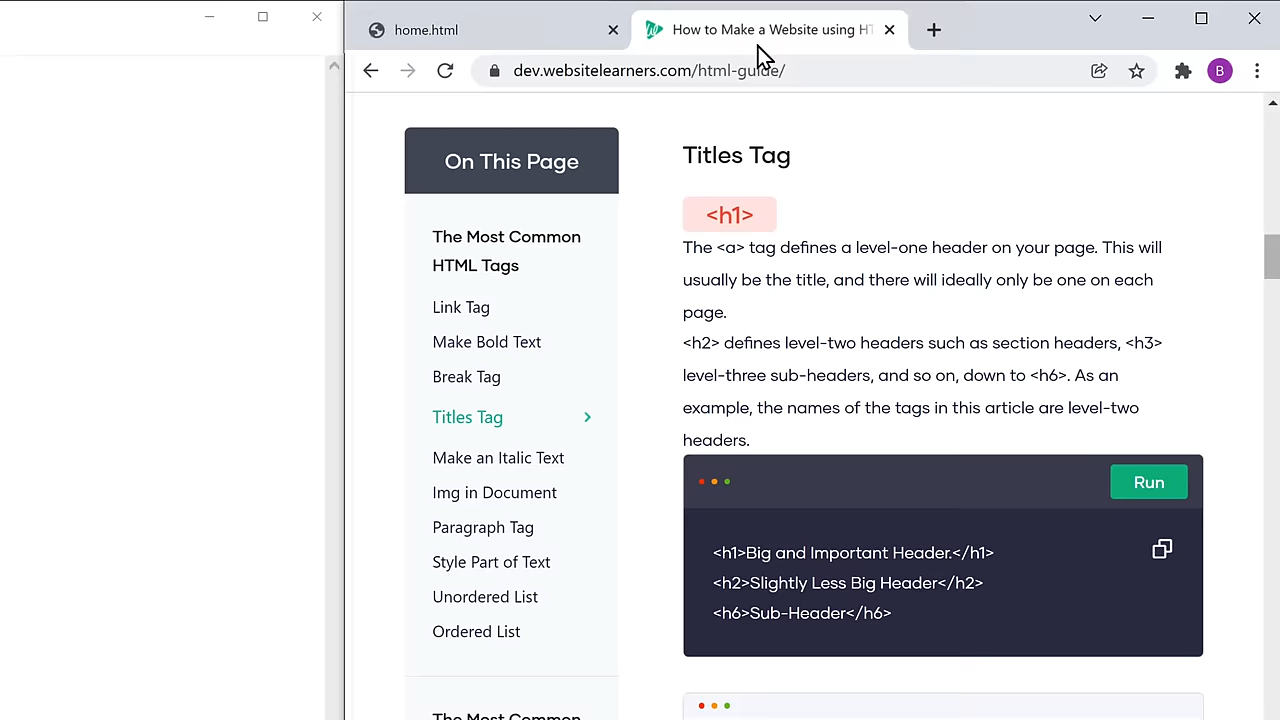 home.html
How to Make a Website using HT
dev.websitelearners.com/html-guide/
B
On This Page
The Most Common
HTML Tags
Link Tag
Make Bold Text
Break Tag
Titles Tag
Make an Italic Text
Img in Document
Paragraph Tag
Style Part of Text
Unordered List
Ordered List
The Most Common
Titles Tag
<h1>
The <a> tag defines a level-one header on your page. This will
usually be the title, and there will ideally only be one on each
page.
<h2> defines level-two headers such as section headers, <h3>
level-three sub-headers, and so on, down to <h6>. As an
example, the names of the tags in this article are level-two
headers.
Run
<h1>Big and Important Header.</h1>
<h2>Slightly Less Big Header</h2>
<h6>Sub-Header</h6>